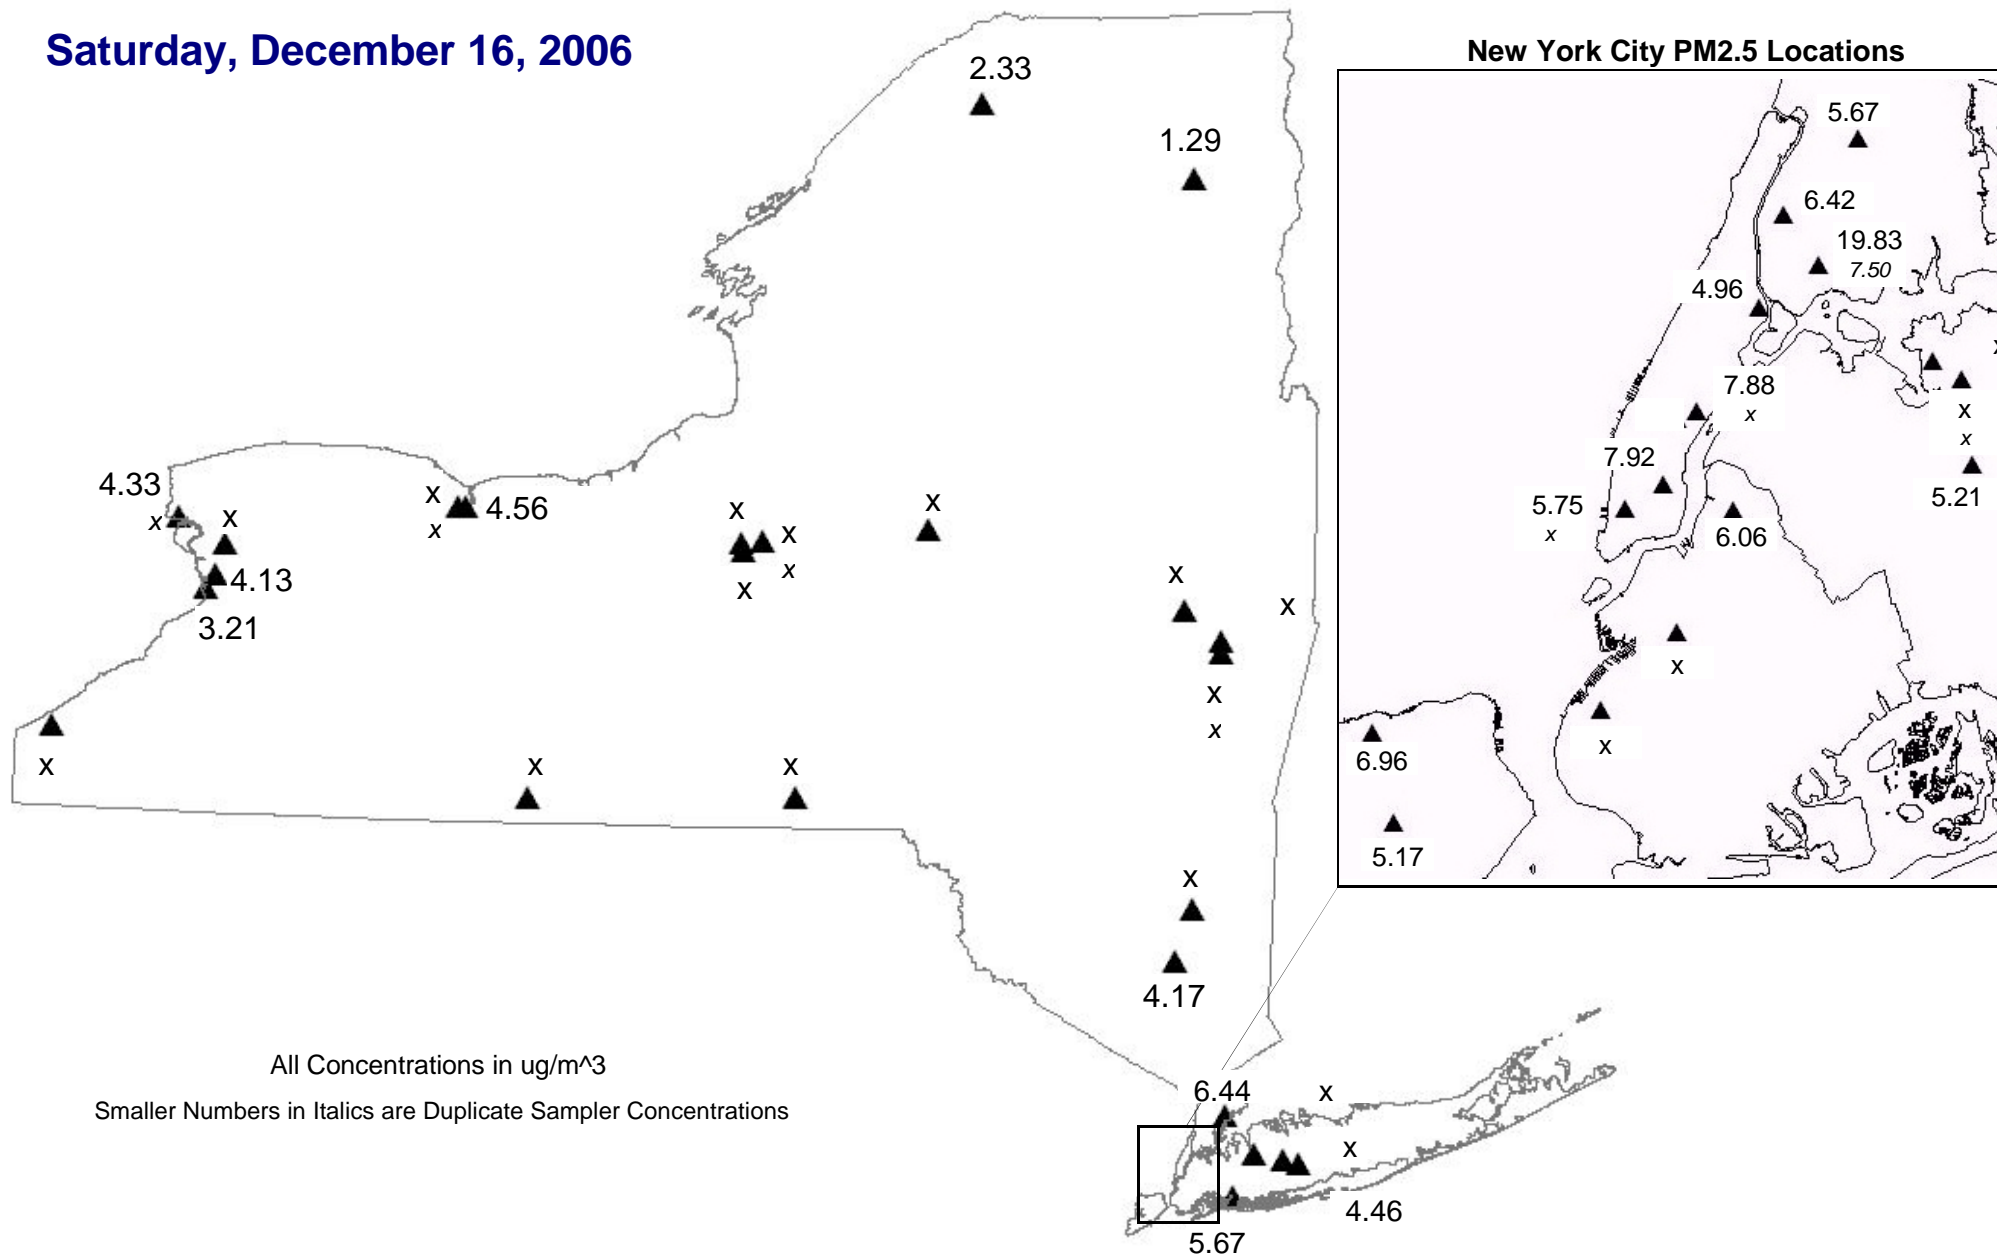 Saturday, December 16, 2006
New York City PM2.5 Locations
2.33
1.29
5.67
6.42
19.83
7.50
4.96
7.88
x
x
x
x
7.92
5.21
5.75
x
6.06
x
x
6.96
5.17
4.33
x
x
4.13
3.21
x
x
4.56
x
x
x
x
x
x
x
x
x
x
x
x
x
4.17
All Concentrations in ug/m^3
Smaller Numbers in Italics are Duplicate Sampler Concentrations
6.44
x
x
4.46
5.67